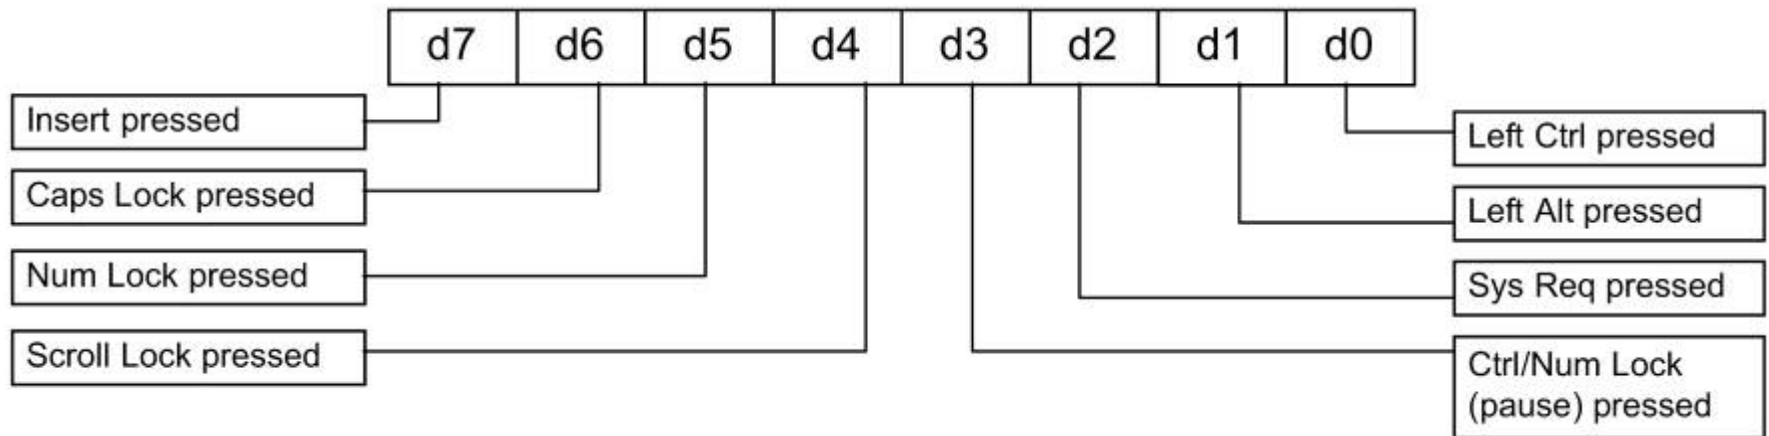 d7 d6 d5 d4 d3 d2 d1 d0
Insert pressed
Caps Lock pressed
Num Lock pressed
Scroll Lock pressed
Left Ctrl pressed
Left Alt pressed
Sys Req pressed
Ctrl/Num Lock
(pause) pressed